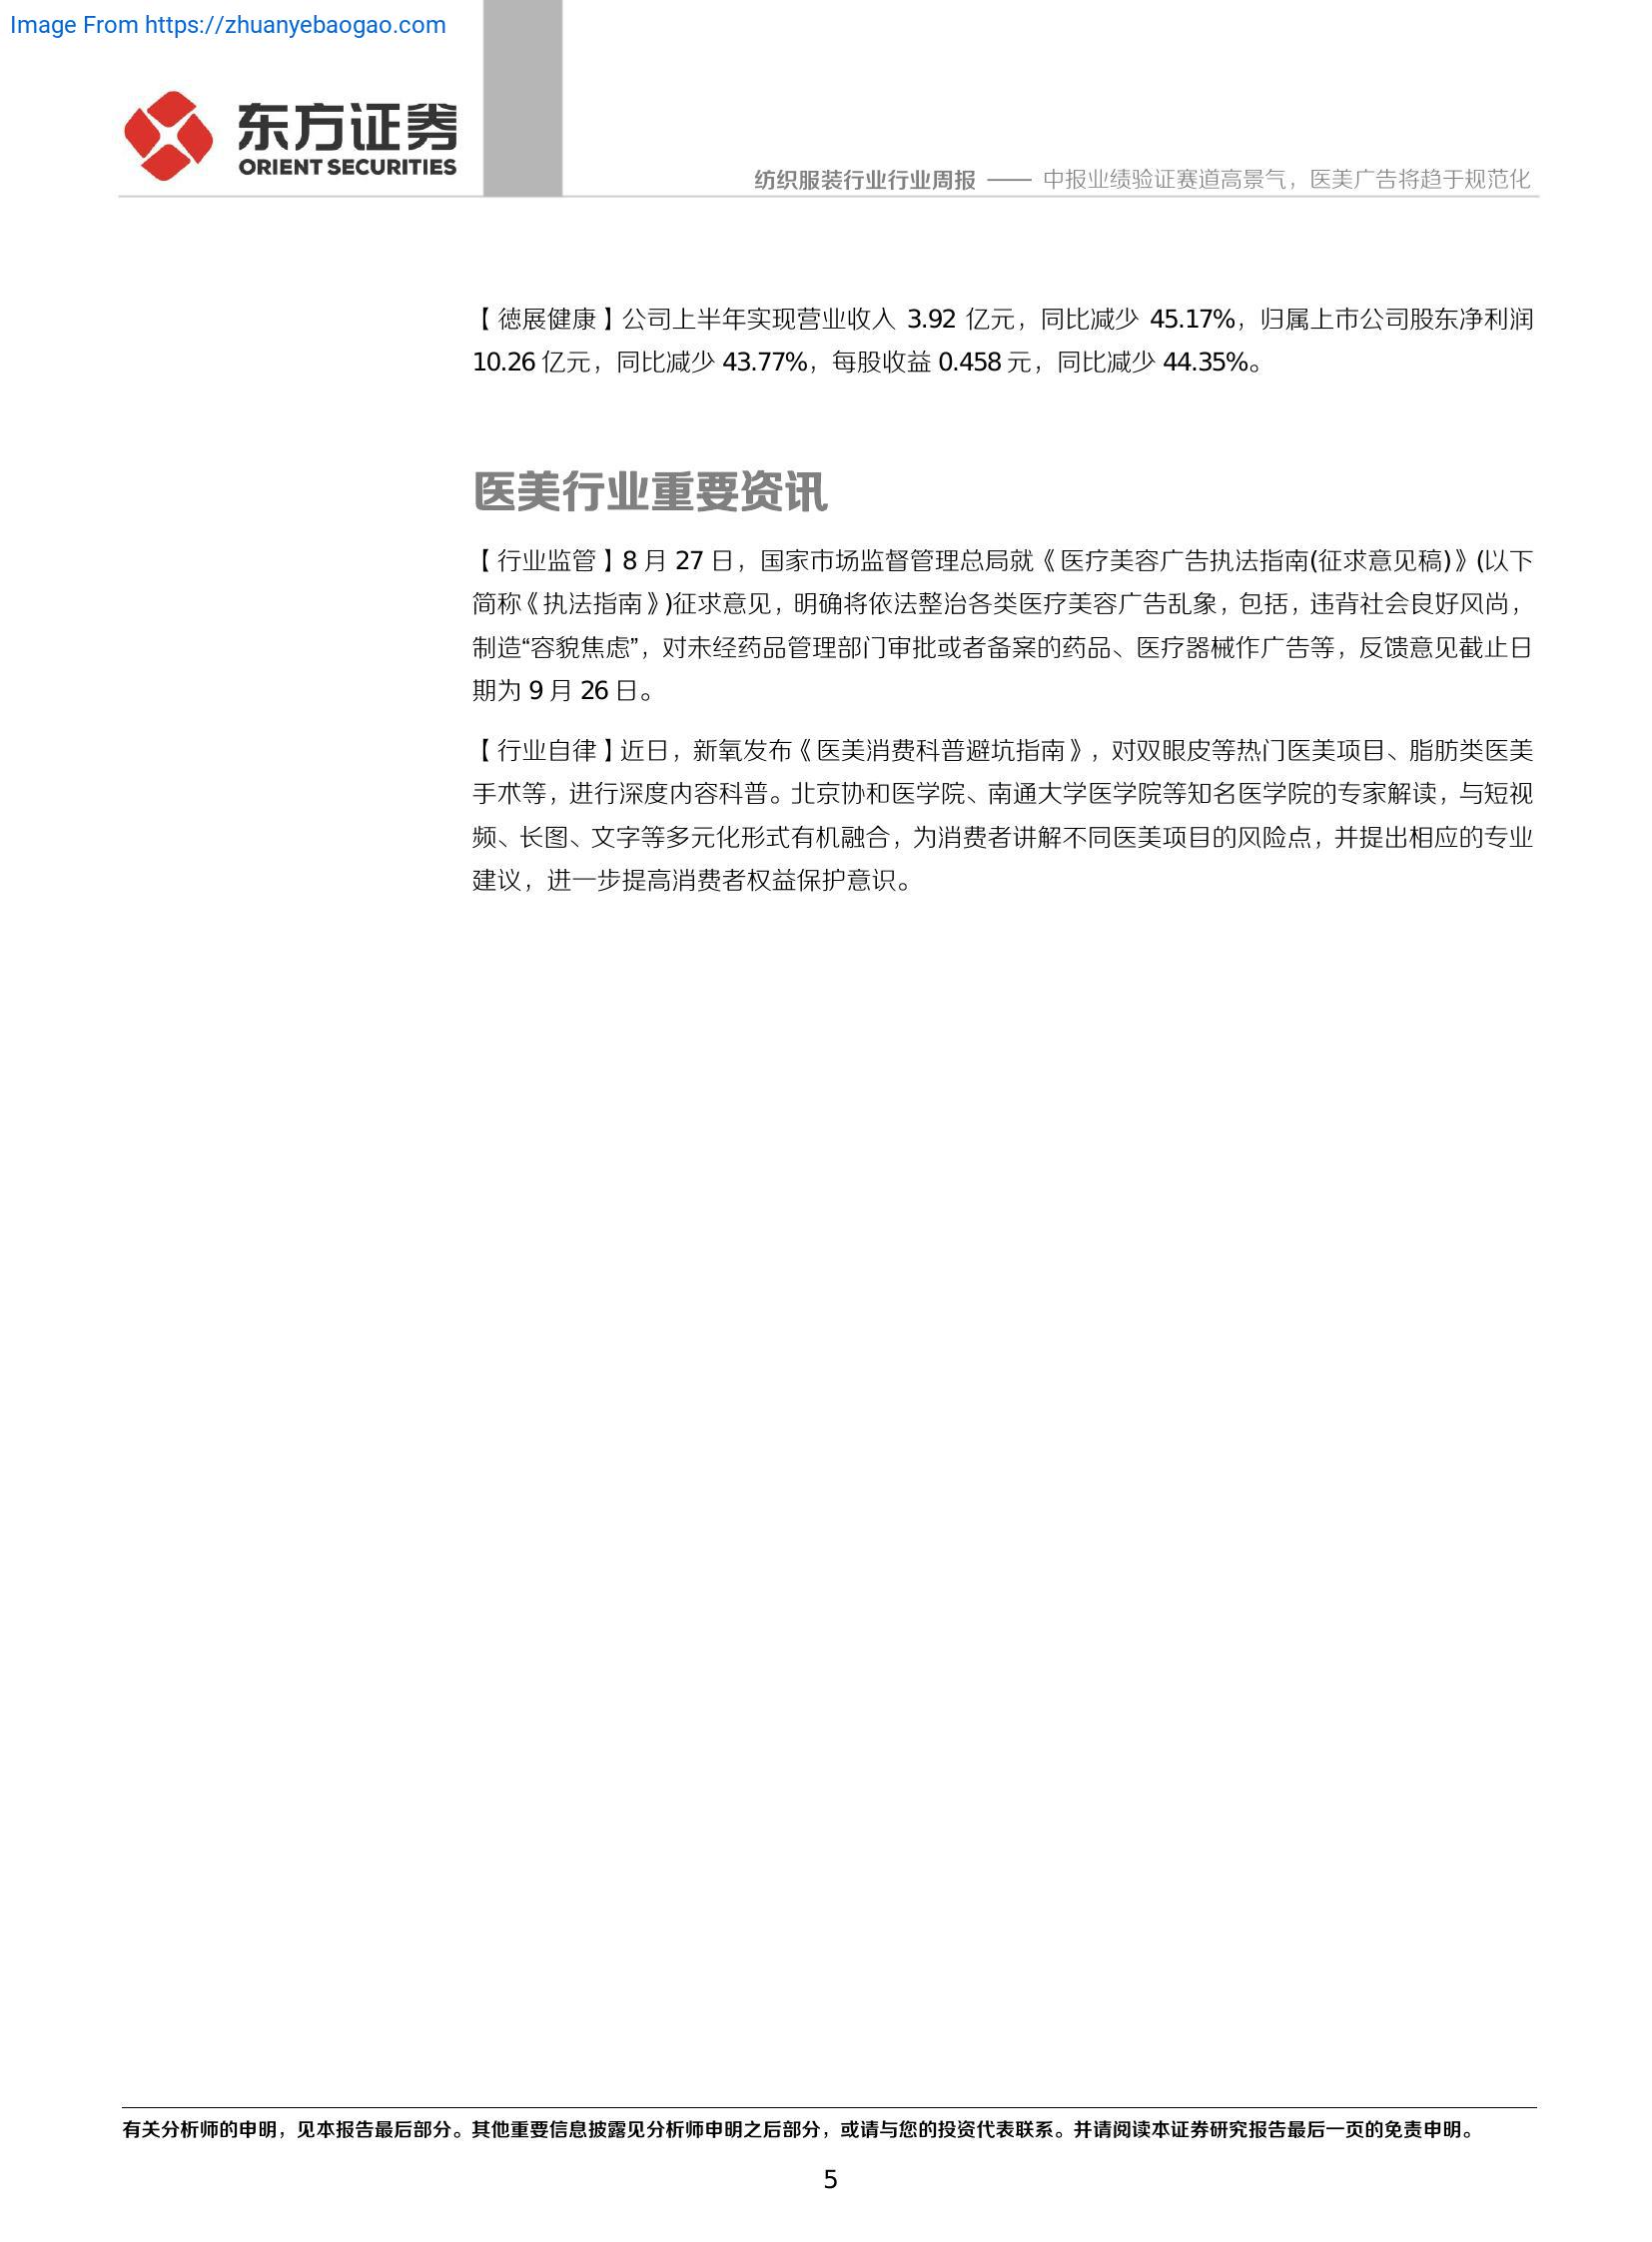 Image From https://zhuanyebaogao.com
东方证券
ORIENT SECURITIES
纺织服装行业行业周报 —— 中报业绩验证赛道高景气，医美广告将趋于规范化
【德展健康】公司上半年实现营业收入 3.92 亿元，同比减少 45.17%，归属上市公司股东净利润
10.26 亿元，同比减少 43.77%，每股收益 0.458 元，同比减少 44.35%。
医美行业重要资讯
【行业监管】8 月 27 日，国家市场监督管理总局就《医疗美容广告执法指南(征求意见稿)》(以下
简称《执法指南》)征求意见，明确将依法整治各类医疗美容广告乱象，包括，违背社会良好风尚，
制造“容貌焦虑”，对未经药品管理部门审批或者备案的药品、医疗器械作广告等，反馈意见截止日
期为 9 月 26 日。
【行业自律】近日，新氧发布《医美消费科普避坑指南》，对双眼皮等热门医美项目、脂肪类医美
手术等，进行深度内容科普。北京协和医学院、南通大学医学院等知名医学院的专家解读，与短视
频、长图、文字等多元化形式有机融合，为消费者讲解不同医美项目的风险点，并提出相应的专业
建议，进一步提高消费者权益保护意识。
有关分析师的申明，见本报告最后部分。其他重要信息披露见分析师申明之后部分，或请与您的投资代表联系。并请阅读本证券研究报告最后一页的免责申明。
5